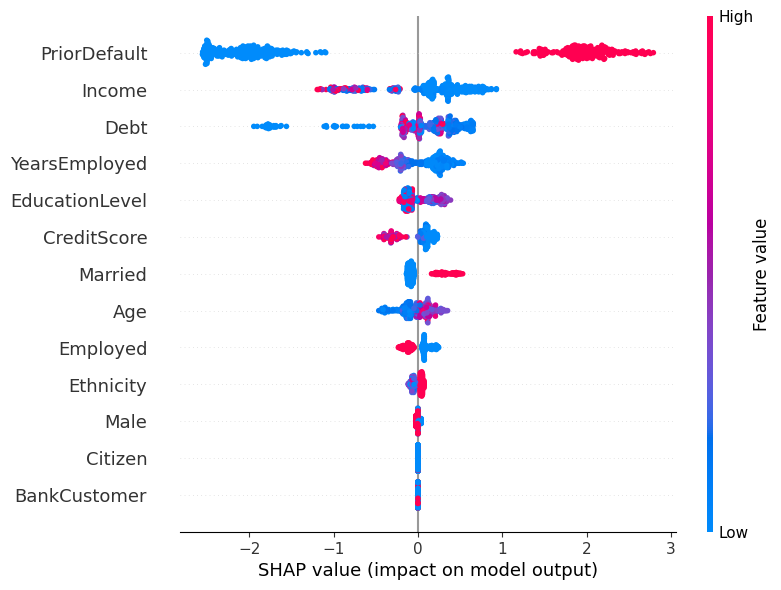 High
PriorDefault
Income
Debt
YearsEmployed
EducationLevel
CreditScore
Married
Age
Employed
Ethnicity
Male
Citizen
BankCustomer
Feature value
Low
−2 −1 0 1 2 3
SHAP value (impact on model output)